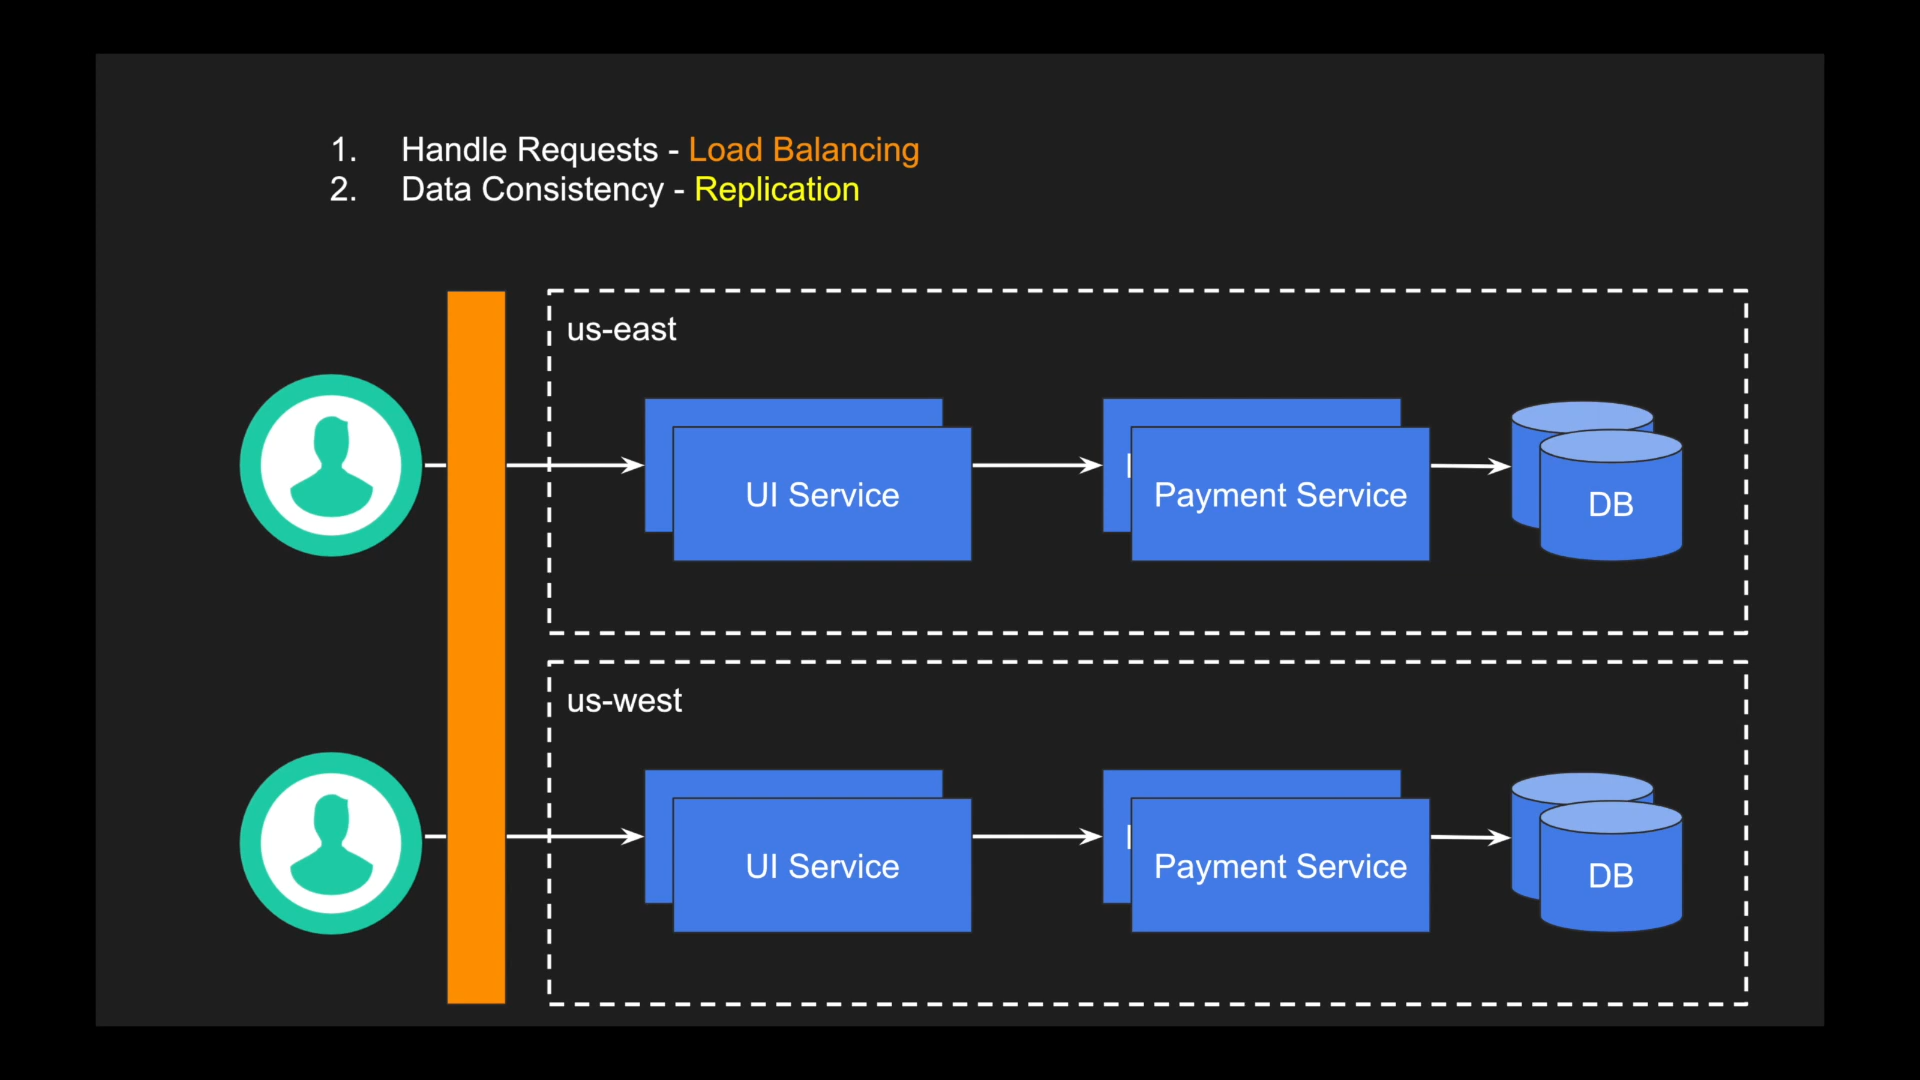 1. Handle Requests - Load Balancing
2. Data Consistency - Replication
us-east
UI Service
Payment Service
DB
us-west
UI Service
Payment Service
DB